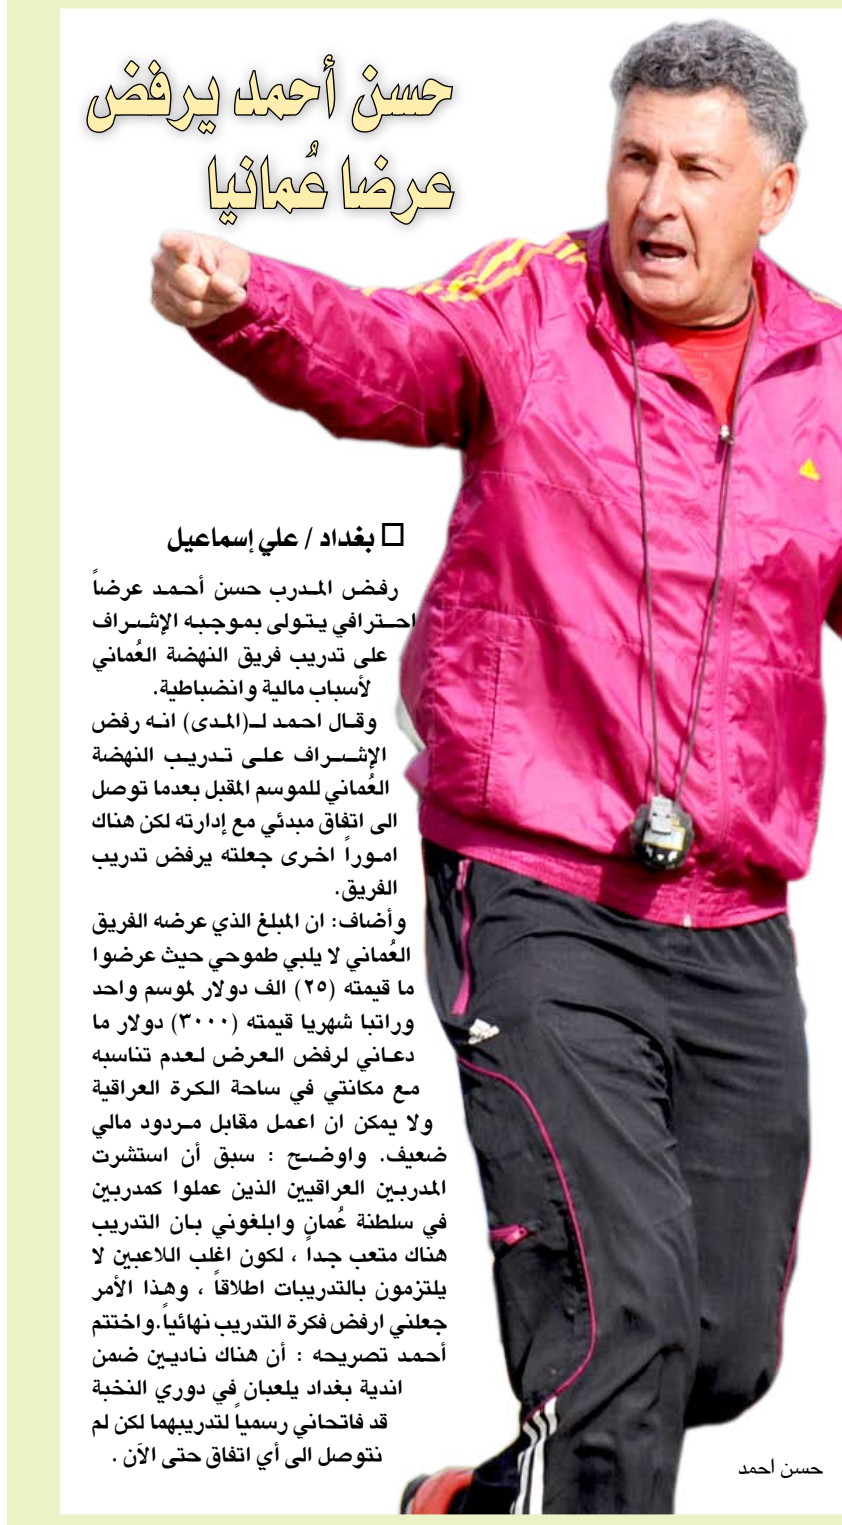 حسن أحمد يرفض
عرضا عُمانيا
□ بغداد / علي إسماعيل
رفض المدرب حسن أحمد عرضاً
احترافي يتولى بموجبه الإشراف
على تدريب فريق النهضة العُماني
لأسباب مالية وانضباطية.
وقال احمد لـ(المدى) انه رفض
الإشراف على تدريب النهضة
العُماني للموسم المقبل بعدما توصل
الى اتفاق مبدئي مع إدارته لكن هناك
اموراً اخرى جعلته يرفض تدريب
الفريق.
وأضاف: ان المبلغ الذي عرضه الفريق
العُماني لا يلبي طموحي حيث عرضوا
ما قيمته (٢٥) الف دولار لموسم واحد
وراتبا شهريا قيمته (٣٠٠٠) دولار ما
دعاني لرفض العرض لعدم تناسبه
مع مكانتي في ساحة الكرة العراقية
ولا يمكن ان اعمل مقابل مردود مالي
ضعيف. واوضح : سبق أن استشرت
المدربين العراقيين الذين عملوا كمدربين
في سلطنة عُمان وابلغوني بان التدريب
هناك متعب جداً ، لكون اغلب اللاعبين لا
يلتزمون بالتدريبات اطلاقاً ، وهذا الأمر
جعلني ارفض فكرة التدريب نهائياً.واختتم
أحمد تصريحه : أن هناك ناديين ضمن
اندية بغداد يلعبان في دوري النخبة
قد فاتحاني رسمياً لتدريبهما لكن لم
نتوصل الى أي اتفاق حتى الآن .
حسن احمد